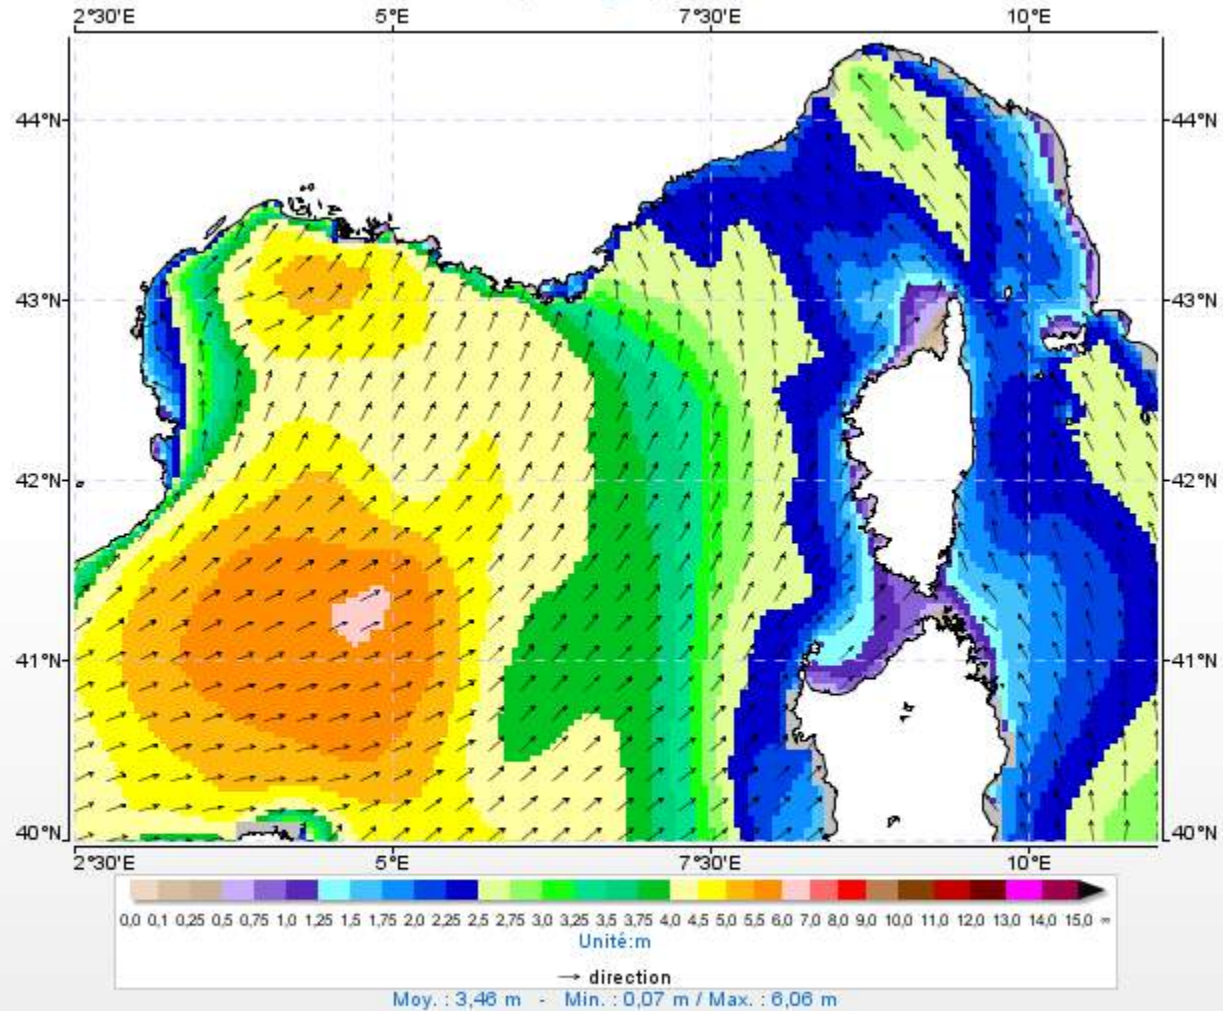 2°30'E 5°E 7°30'E 10°E
44°N 44°N
43°N 43°N
42°N 42°N
41°N 41°N
40°N 40°N
2°30'E 5°E 7°30'E 10°E
0,0 0,1 0,25 0,5 0,75 1,0 1,25 1,5 1,75 2,0 2,25 2,5 2,75 3,0 3,25 3,5 3,75 4,0 4,5 5,0 5,5 6,0 7,0 8,0 9,0 10,0 11,0 12,0 13,0 14,0 15,0 ∞
Unité:m
→ direction
Moy. : 3,46 m - Min. : 0,07 m / Max. : 6,06 m